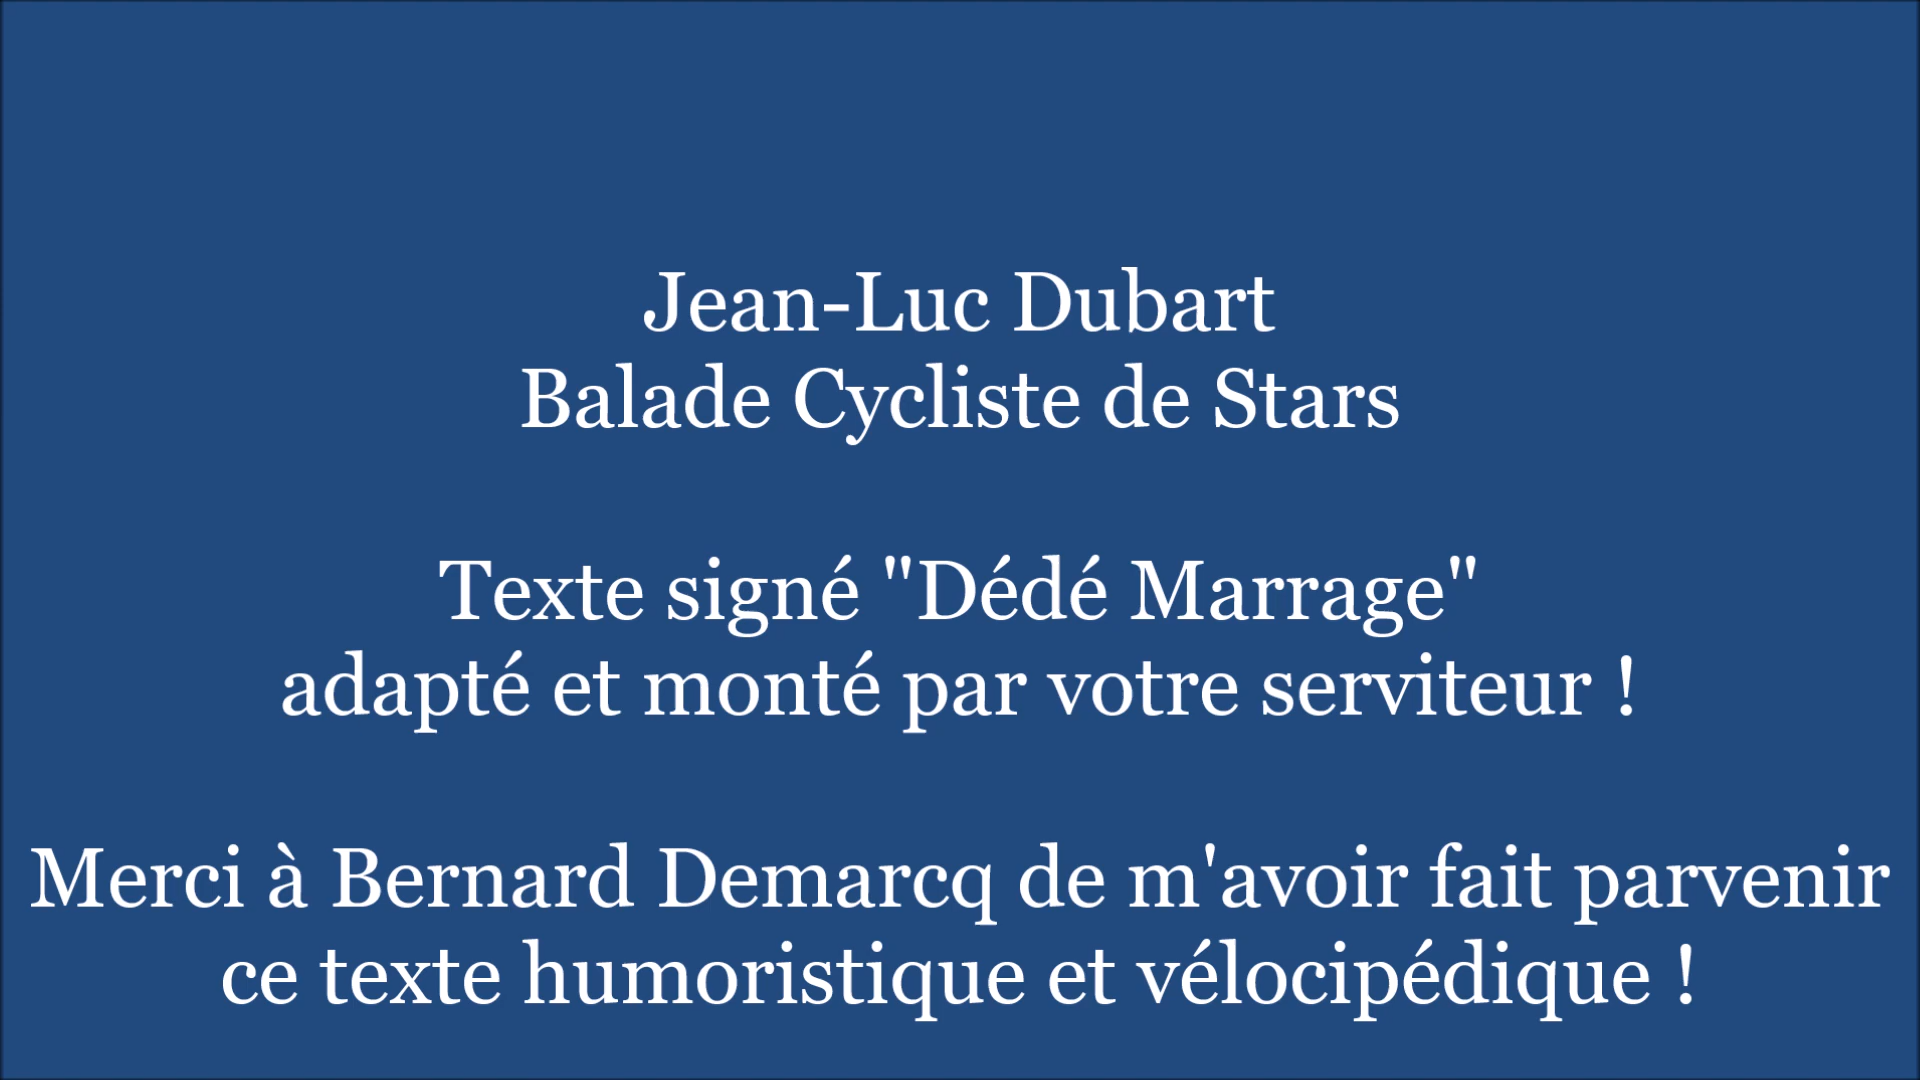 Jean-Luc Dubart
Balade Cycliste de Stars
Texte signé "Dédé Marrage"
adapté et monté par votre serviteur !
Merci à Bernard Demarcq de m'avoir fait parvenir
ce texte humoristique et vélocipédique !